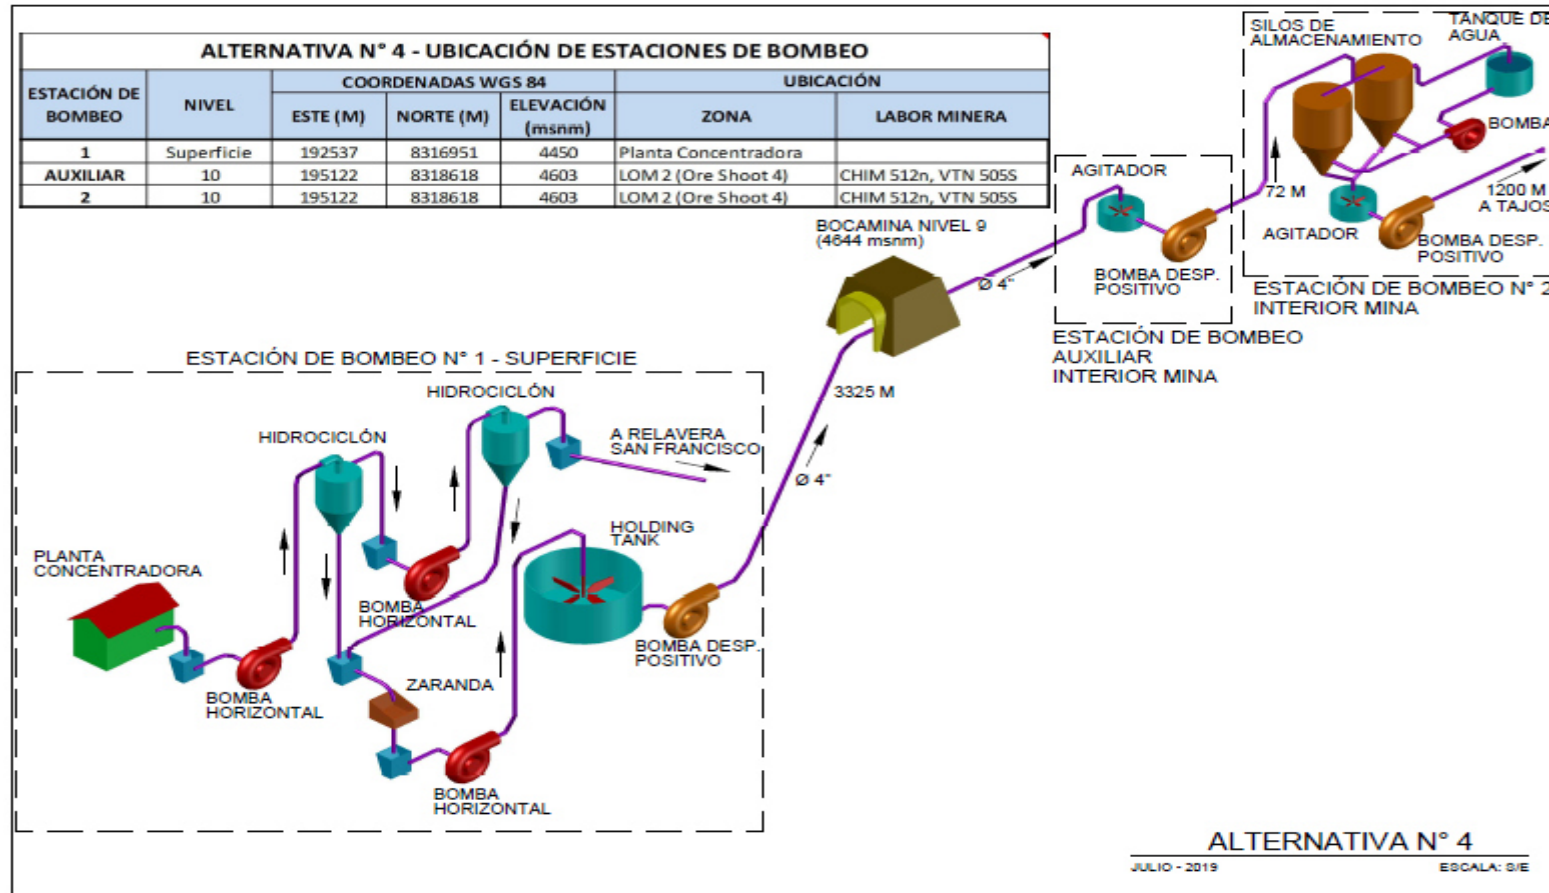 ALTERNATIVA N° 4 - UBICACIÓN DE ESTACIONES DE BOMBEO
ESTACIÓN DE BOMBEO NIVEL COORDENADAS WGS 84 UBICACIÓN
ESTE (M) NORTE (M) ELEVACIÓN (msnm) ZONA LABOR MINERA
1 Superficie 192537 8316951 4450 Planta Concentradora
AUXILIAR 10 195122 8318618 4603 LOM 2 (Ore Shoot 4) CHIM 512n, VTN 505S
2 10 195122 8318618 4603 LOM 2 (Ore Shoot 4) CHIM 512n, VTN 505S
SILOS DE
ALMACENAMIENTO
TANQUE DE
AGUA
BOMBA
72 M
1200 M
A TAJOS
AGITADOR
BOMBA DESP.
POSITIVO
ESTACIÓN DE BOMBEO N° 2
INTERIOR MINA
AGITADOR
BOMBA DESP.
POSITIVO
ESTACIÓN DE BOMBEO
AUXILIAR
INTERIOR MINA
BOCAMINA NIVEL 9
(4644 msnm)
Ø 4"
3325 M
Ø 4"
ESTACIÓN DE BOMBEO N° 1 - SUPERFICIE
HIDROCICLÓN
HIDROCICLÓN
A RELAVERA
SAN FRANCISCO
HOLDING
TANK
PLANTA
CONCENTRADORA
BOMBA
HORIZONTAL
BOMBA DESP.
POSITIVO
ZARANDA
BOMBA
HORIZONTAL
BOMBA
HORIZONTAL
ALTERNATIVA N° 4
JULIO - 2019
ESCALA: S/E